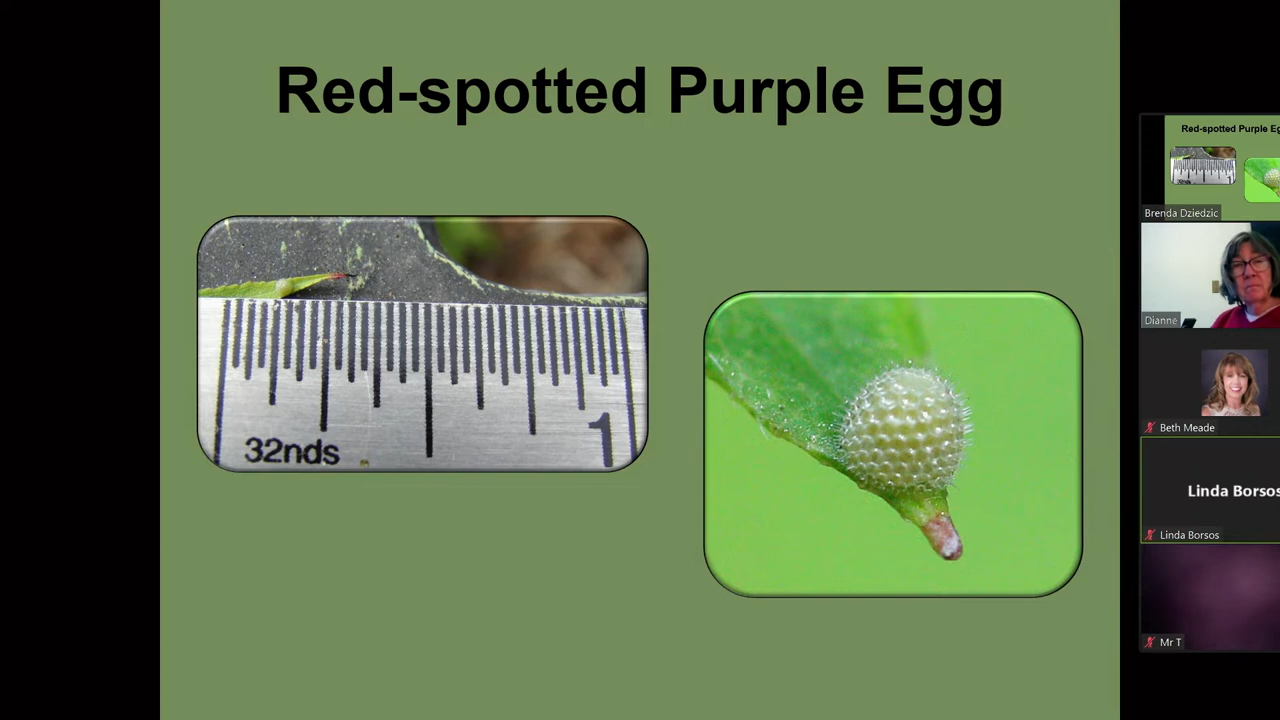 Red-spotted Purple Egg
32nds
1
Red-spotted Purple Eg
Brenda Dziedzic
Dianne
Beth Meade
Linda Borsos
Linda Borsos
Mr T